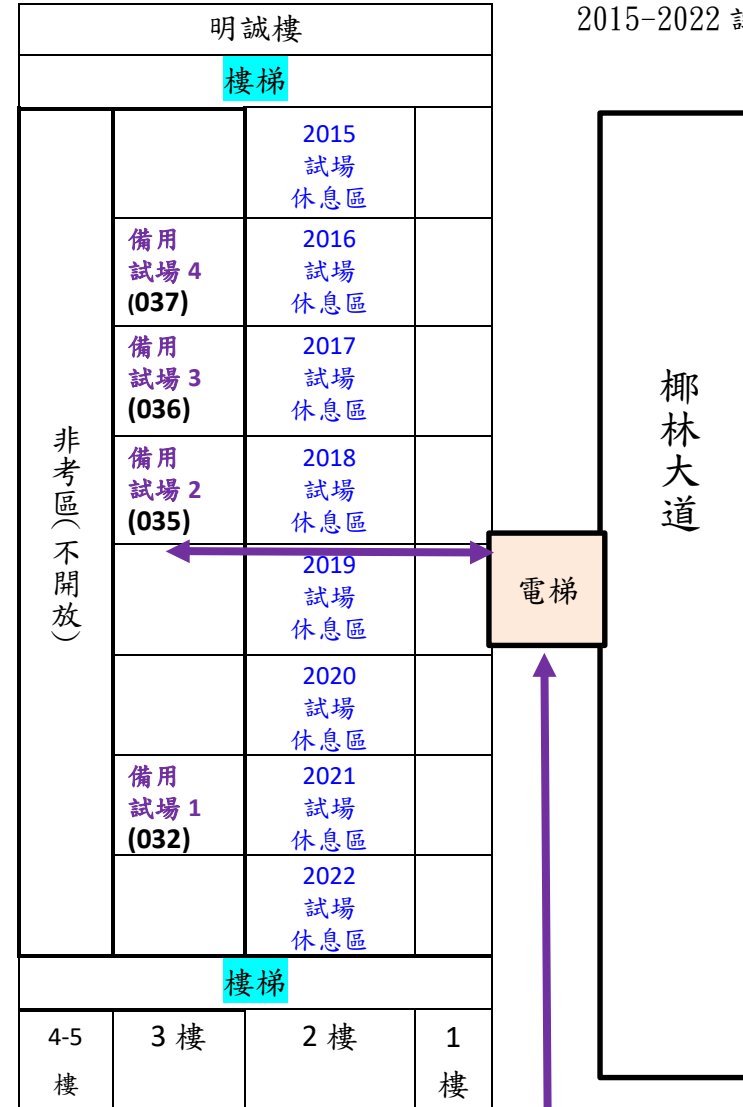 明誠樓
2015-2022
樓梯
非考區(不開放)
2015
試場
休息區
備用
試場 4
(037)
2016
試場
休息區
備用
試場 3
(036)
2017
試場
休息區
備用
試場 2
(035)
2018
試場
休息區
2019
試場
休息區
2020
試場
休息區
備用
試場 1
(032)
2021
試場
休息區
2022
試場
休息區
電梯
椰林大道
樓梯
4-5
樓
3 樓
2 樓
1
樓